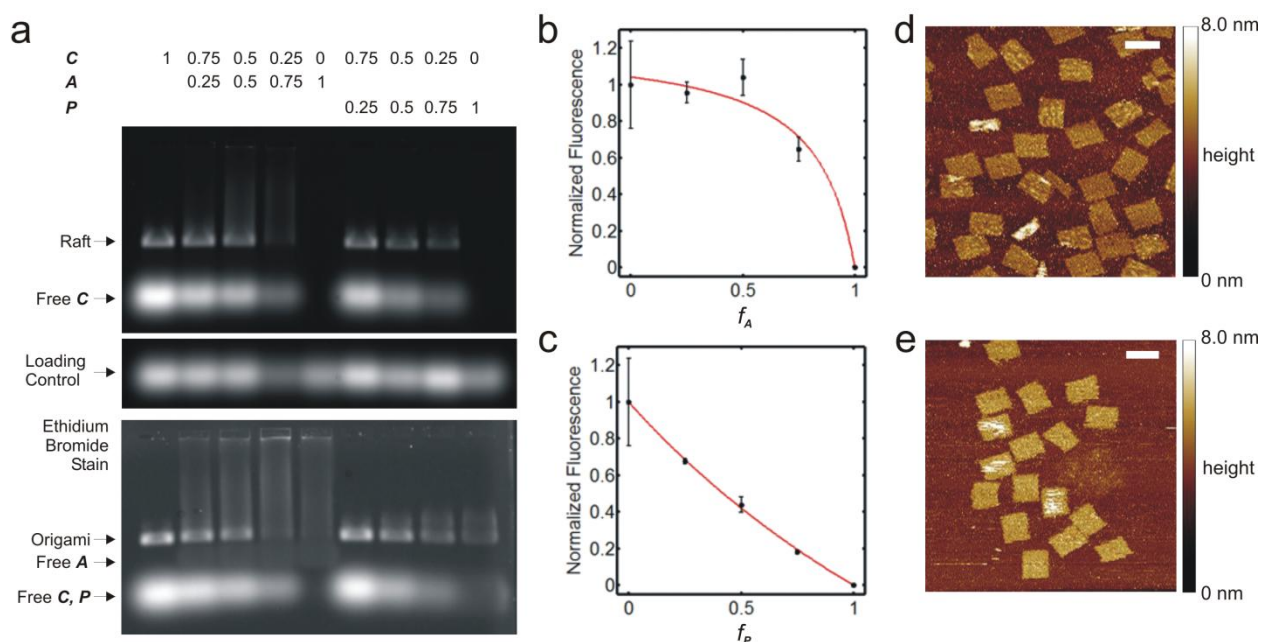 a
C 1 0.75 0.5 0.25 0 0.75 0.5 0.25 0
A 0.25 0.5 0.75 1
P 0.25 0.5 0.75 1
Raft
Free C
Loading
Control
Ethidium
Bromide
Stain
Origami
Free A
Free C, P
b
Normalized Fluorescence
1.2
1
0.8
0.6
0.4
0.2
0
0 0.5 1
fA
c
Normalized Fluorescence
1.2
1
0.8
0.6
0.4
0.2
0
0 0.5 1
fP
d
8.0 nm
height
0 nm
e
8.0 nm
height
0 nm